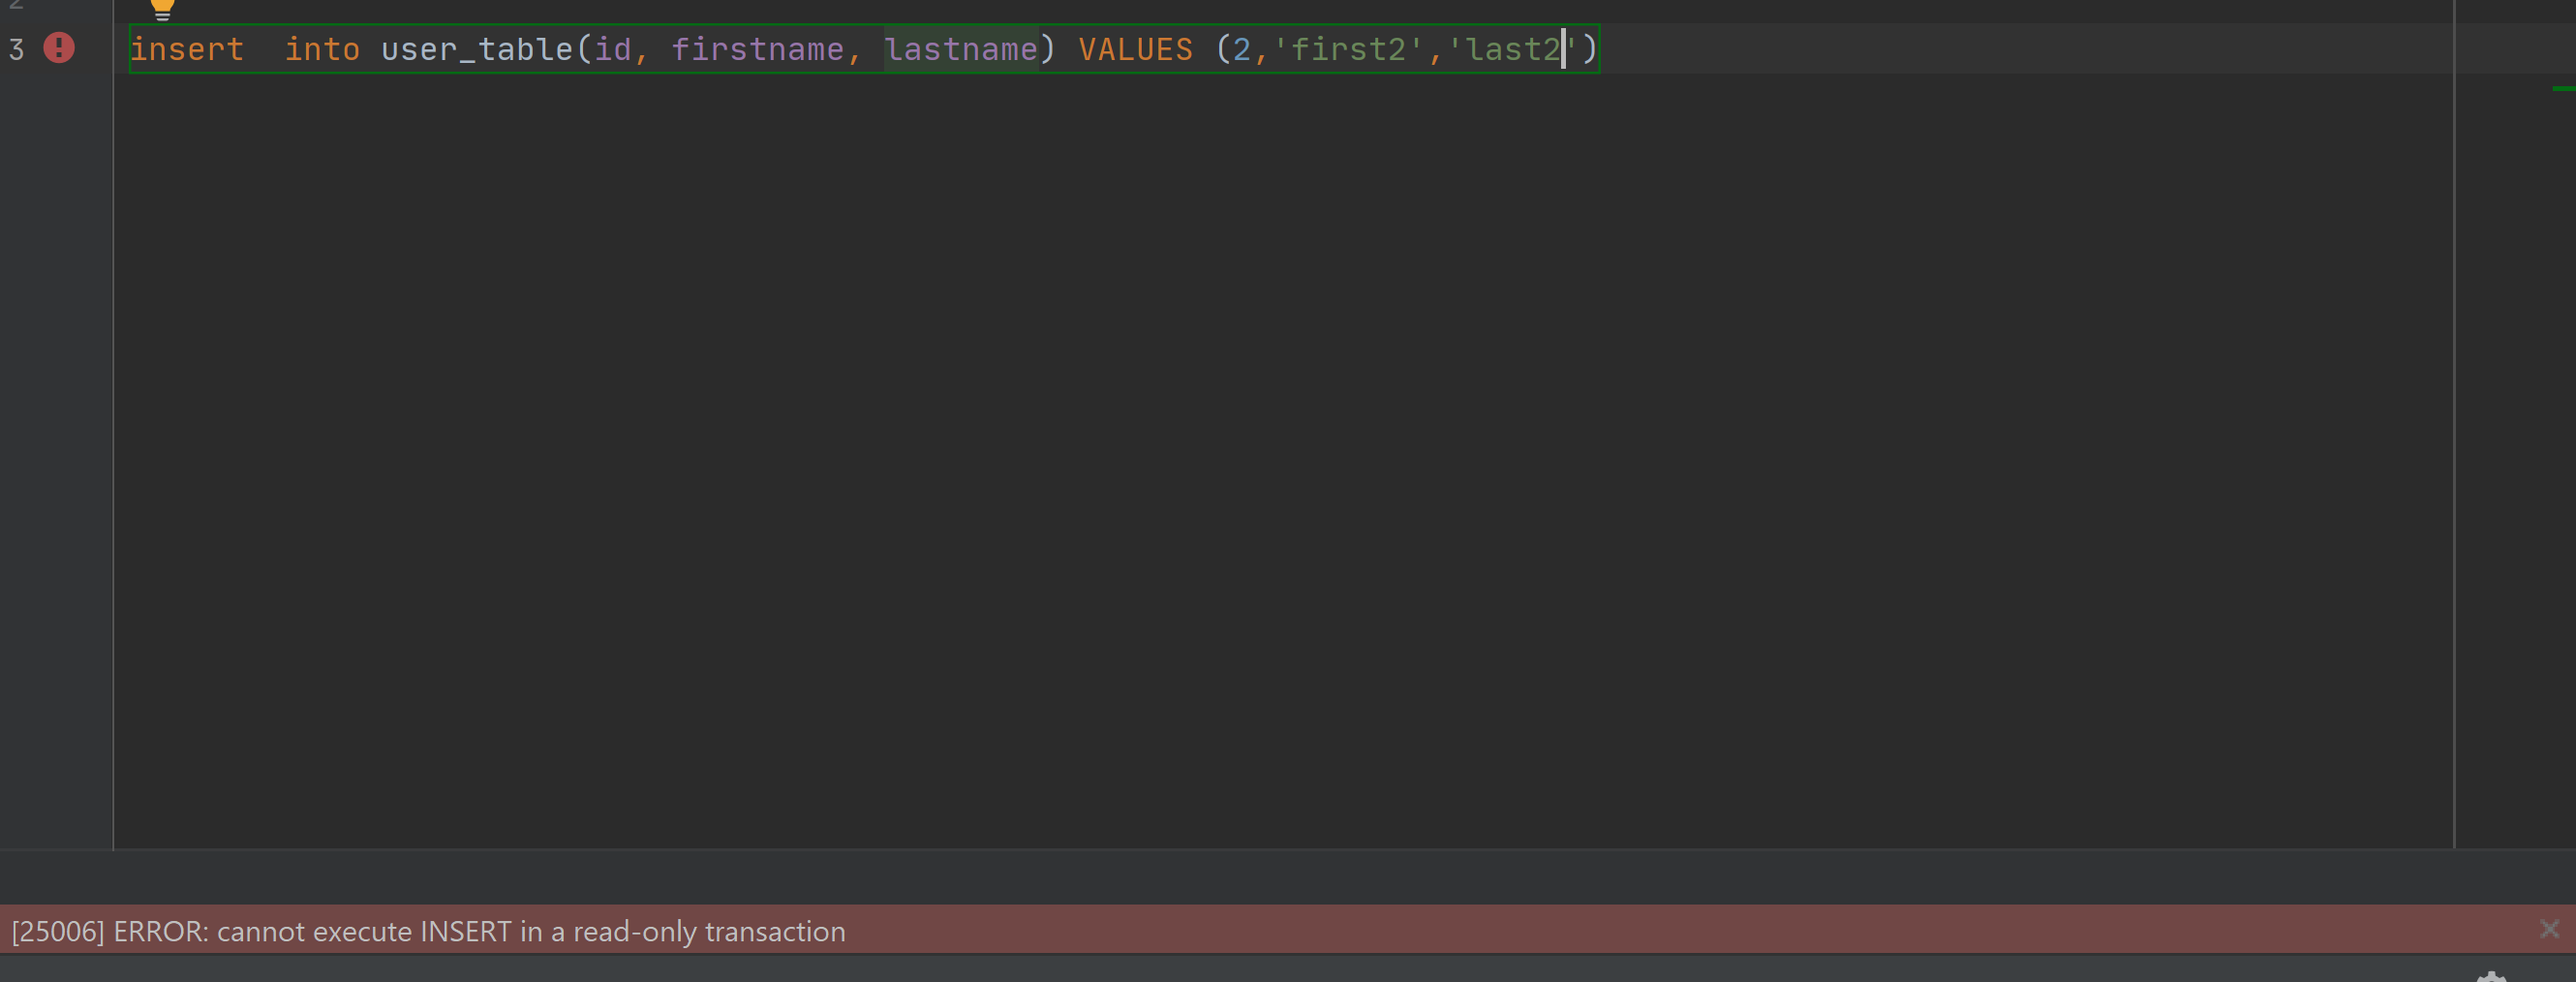 3 insert  into user_table(id, firstname, lastname) VALUES (2,'first2','last2')
[25006] ERROR: cannot execute INSERT in a read-only transaction